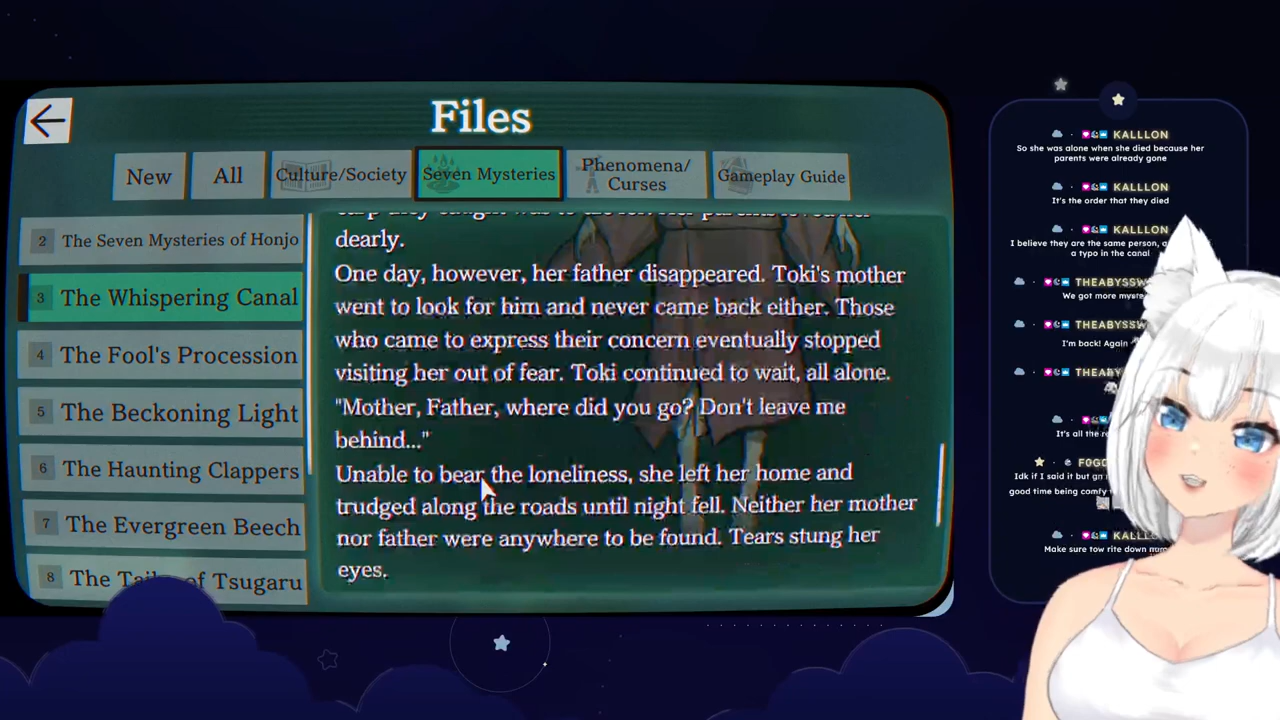 Files
New
All
Culture/Society
Seven Mysteries
Phenomena/
Curses
Gameplay Guide
2 The Seven Mysteries of Honjo
3 The Whispering Canal
4 The Fool's Procession
5 The Beckoning Light
6 The Haunting Clappers
7 The Evergreen Beech
8 The of Tsugaru
dearly.
One day, however, her father disappeared. Toki's mother
went to look for him and never came back either. Those
who came to express their concern eventually stopped
visiting her out of fear. Toki continued to wait, all alone.
"Mother, Father, where did you go? Don't leave me
behind..."
Unable to bear the loneliness, she left her home and
trudged along the roads until night fell. Neither her mother
nor father were anywhere to be found. Tears stung her
eyes.
KALLLON
So she was alone when she died because her
parents were already gone
KALLLON
It's the order that they died
KALLLON
I believe they are the same person, a
a typo in the canal
THEABYSSW
We got more myste
THEABYSSW
I'm back! Again
THEAB
It's all the r
F0G
Idk if I said it but
good time being comfy
KALLL
Make sure tow rite down